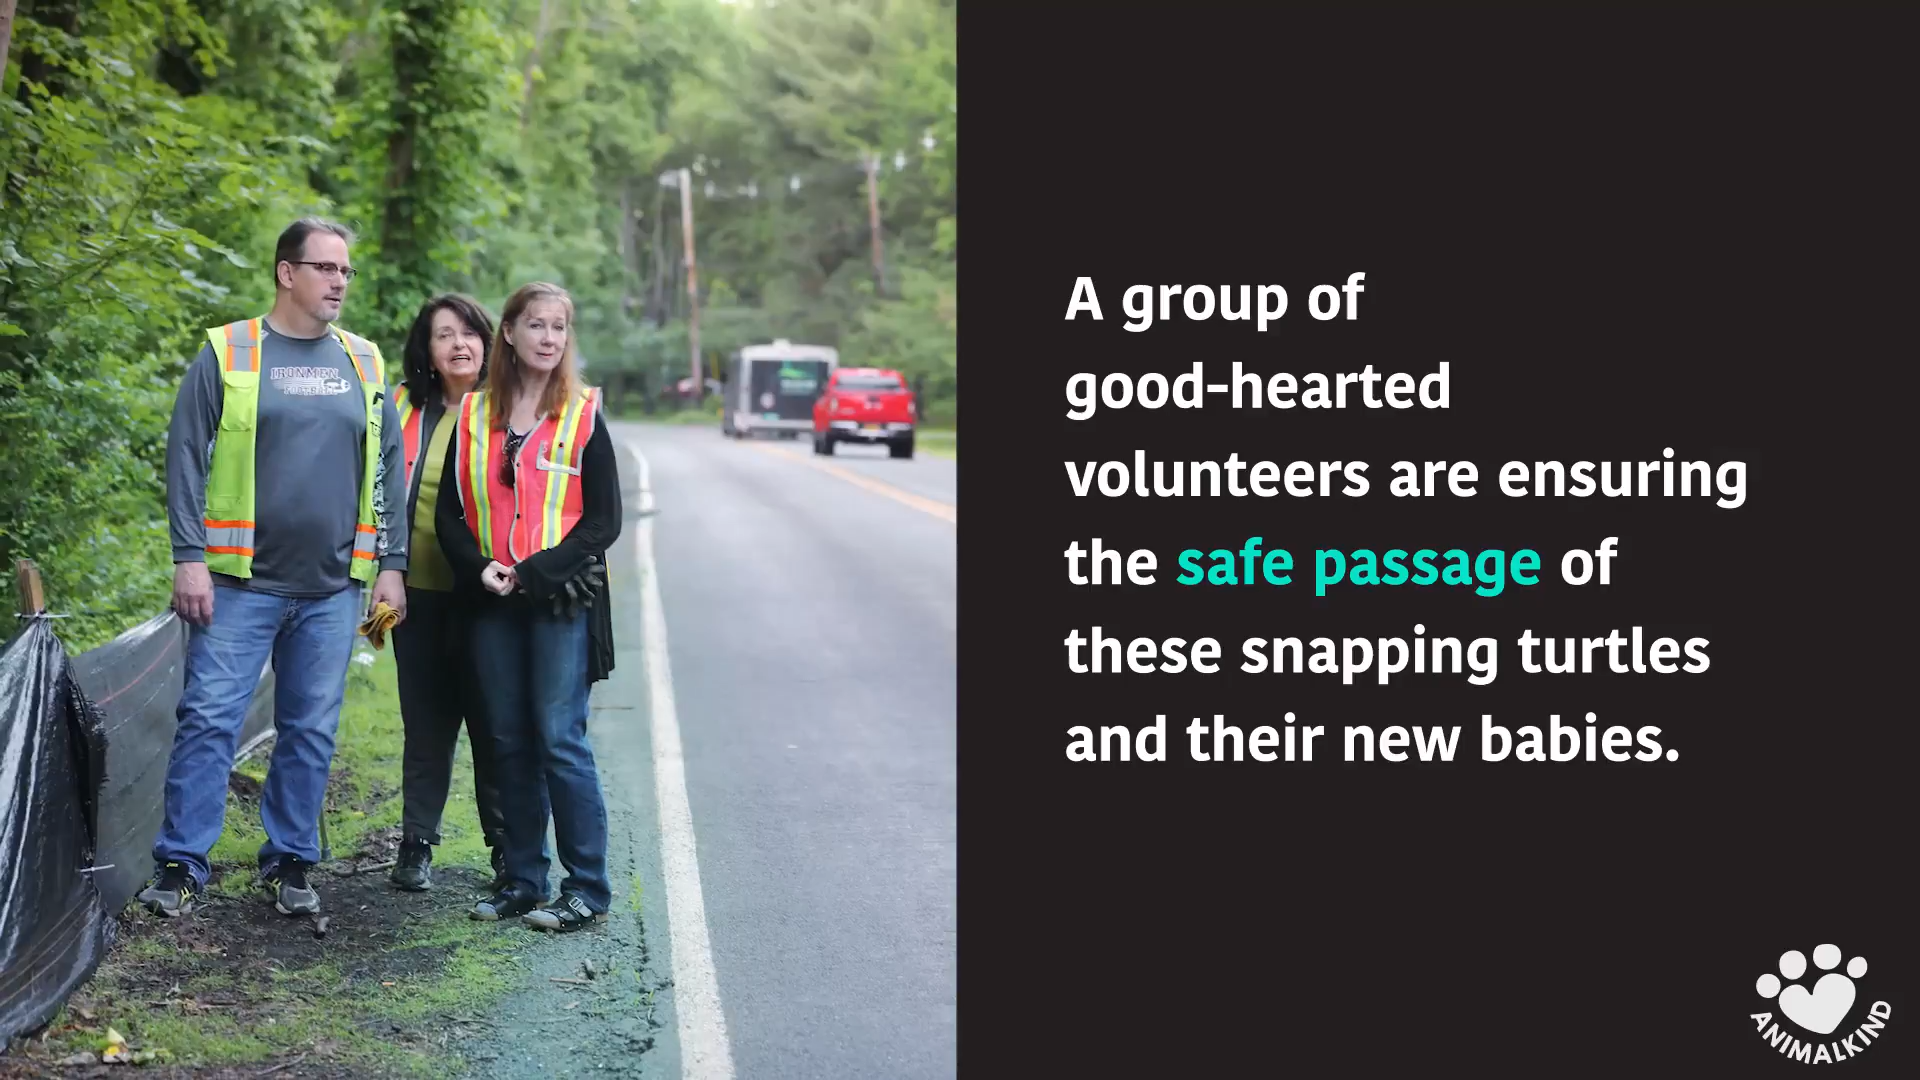 IRONMEN
FOOTBALL
A group of
good-hearted
volunteers are ensuring
the safe passage of
these snapping turtles
and their new babies.
ANIMALKIND